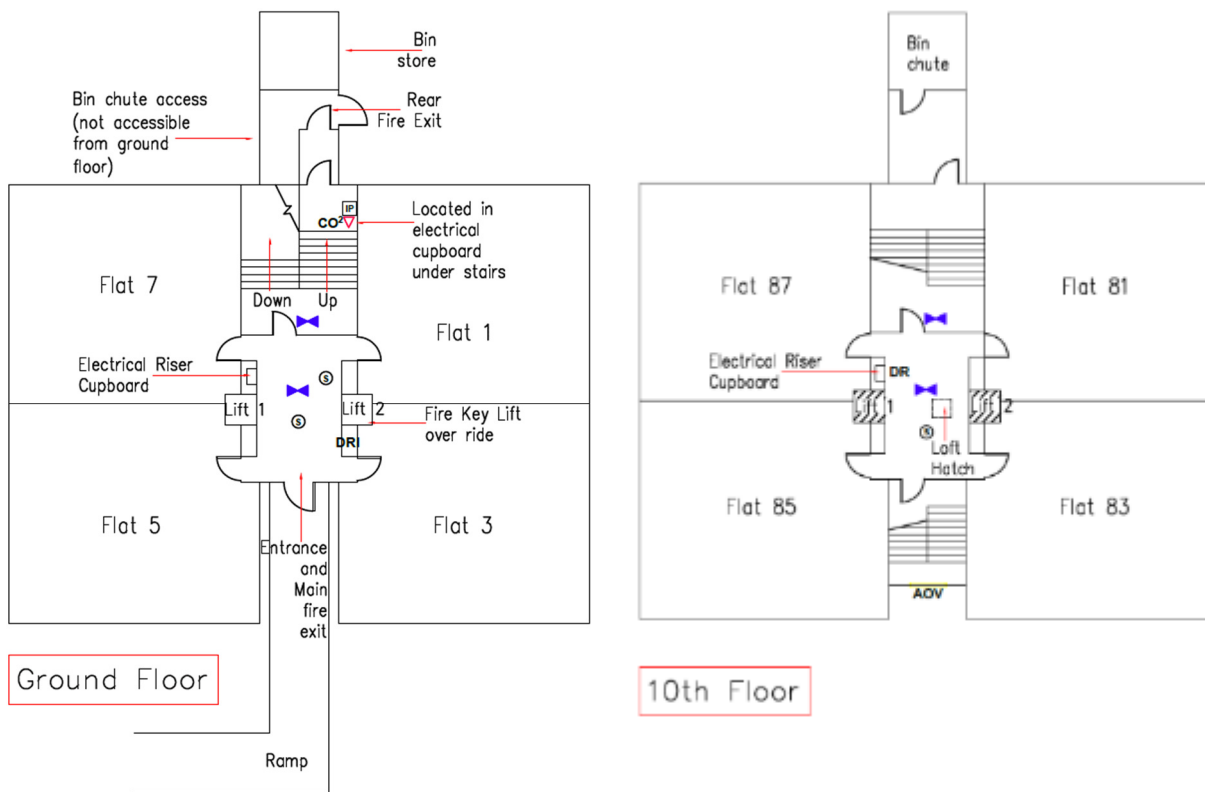 Bin
store
Bin chute access
(not accessible
from ground
floor)
Rear
Fire Exit
IP
CO²
Located in
electrical
cupboard
under stairs
Flat 7
Down
Up
Flat 1
Electrical Riser
Cupboard
S
Lift 1
Lift 2
S
Fire Key Lift
over ride
DRI
Flat 5
Flat 3
Entrance
and
Main
fire
exit
Ground Floor
Ramp
Bin
chute
Flat 87
Flat 81
Electrical Riser
Cupboard
DR
Lift 1
Lift 2
S
Loft
Hatch
Flat 85
Flat 83
AOV
10th Floor